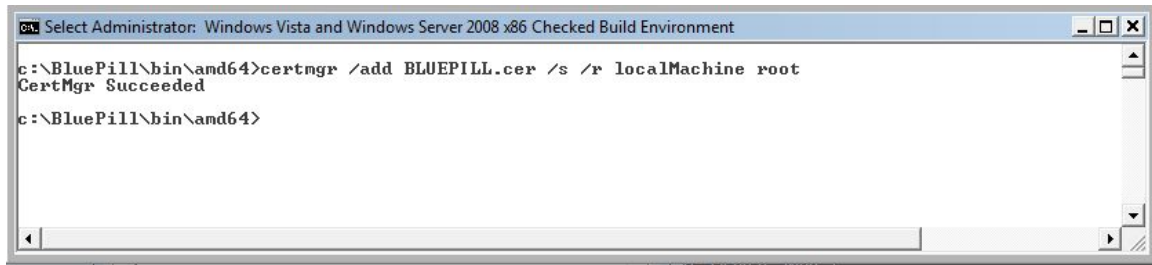 Select Administrator: Windows Vista and Windows Server 2008 x86 Checked Build Environment
c:\BluePill\bin\amd64>certmgr /add BLUEPILL.cer /s /r localMachine root
CertMgr Succeeded
c:\BluePill\bin\amd64>